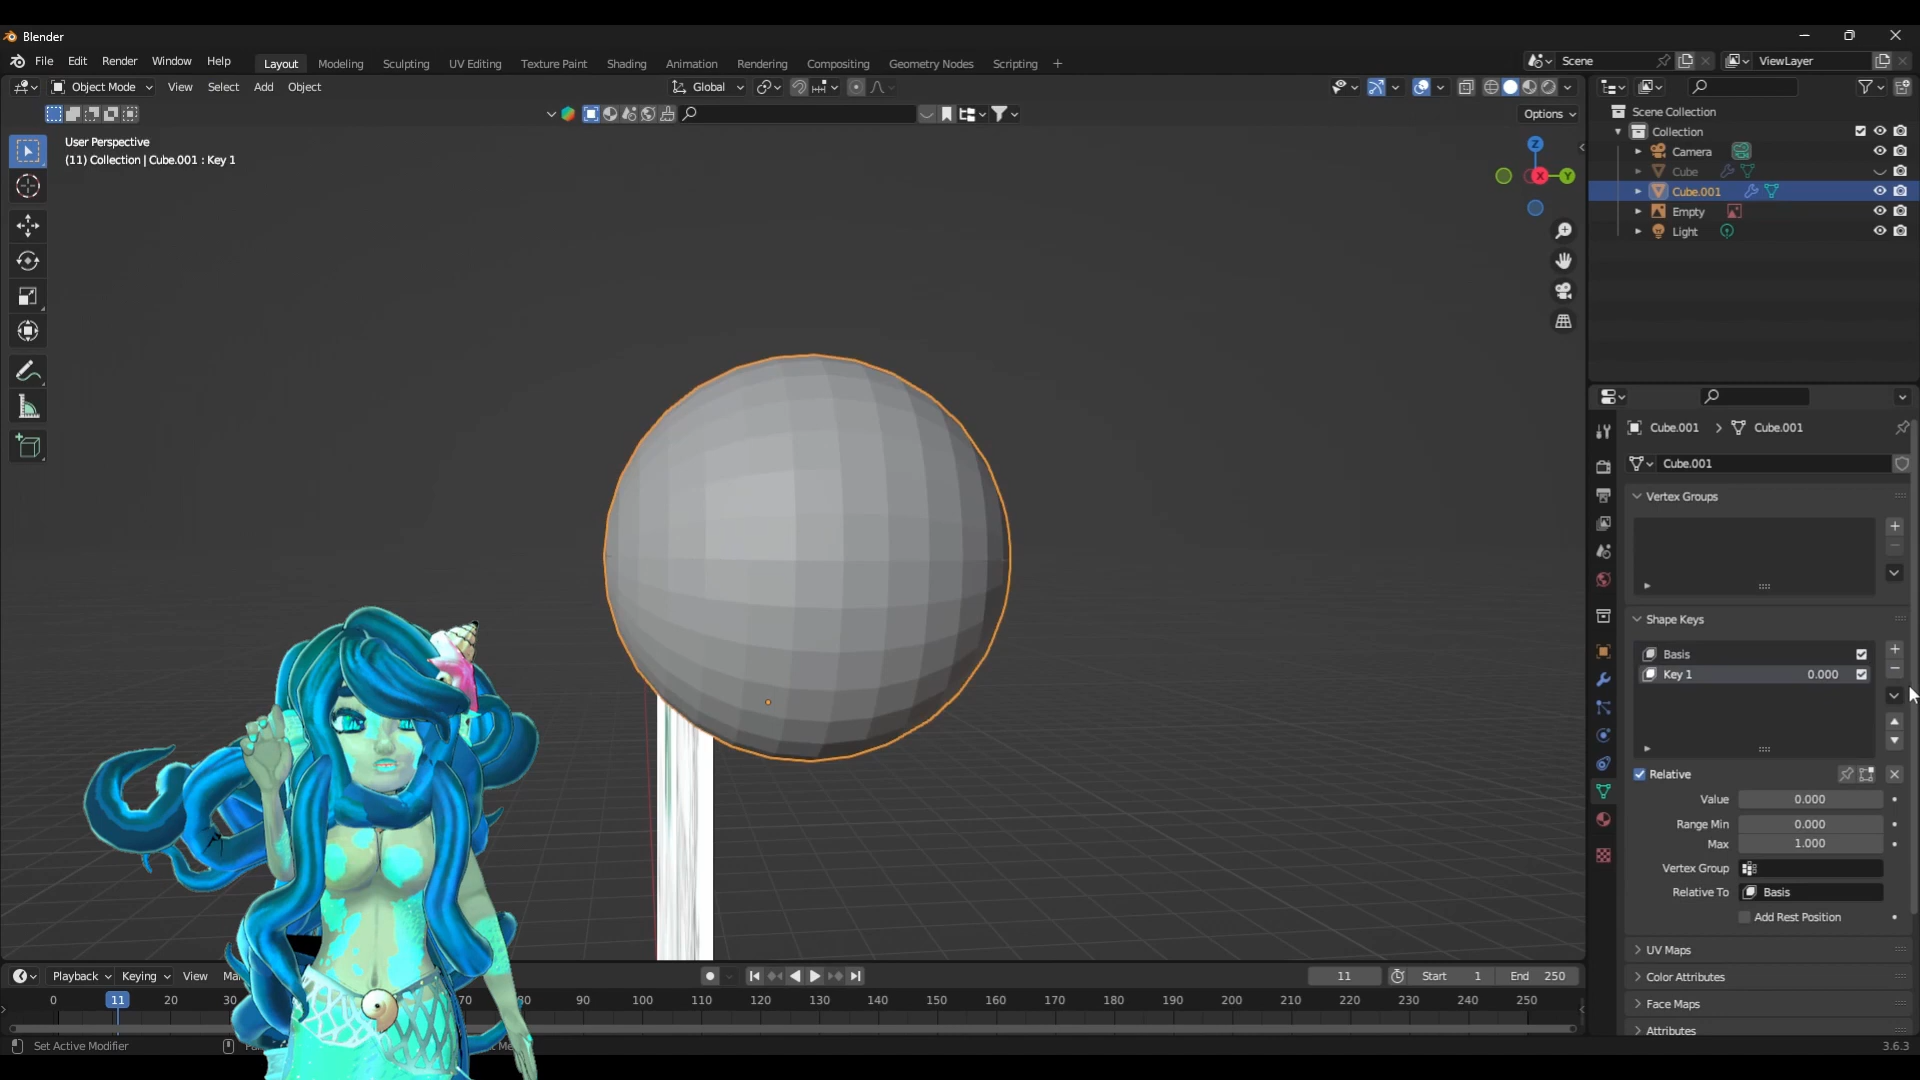 Blender
File Edit Render Window Help
Layout Modeling Sculpting UV Editing Texture Paint Shading Animation Rendering Compositing Geometry Nodes Scripting +
Scene
ViewLayer
Object Mode View Select Add Object
Global
Options
User Perspective
(11) Collection | Cube.001 : Key 1
Z
X
Y
Scene Collection
Collection
Camera
Cube
Cube.001
Empty
Light
Cube.001 > Cube.001
Cube.001
Vertex Groups
Shape Keys
Basis
Key 1 0.000
Relative
Value 0.000
Range Min 0.000
Max 1.000
Vertex Group
Relative To Basis
Add Rest Position
UV Maps
Color Attributes
Face Maps
Attributes
Playback Keying View
11
Start 1 End 250
0 11 20 30 70 80 90 100 110 120 130 140 150 160 170 180 190 200 210 220 230 240 250
Set Active Modifier
3.6.3